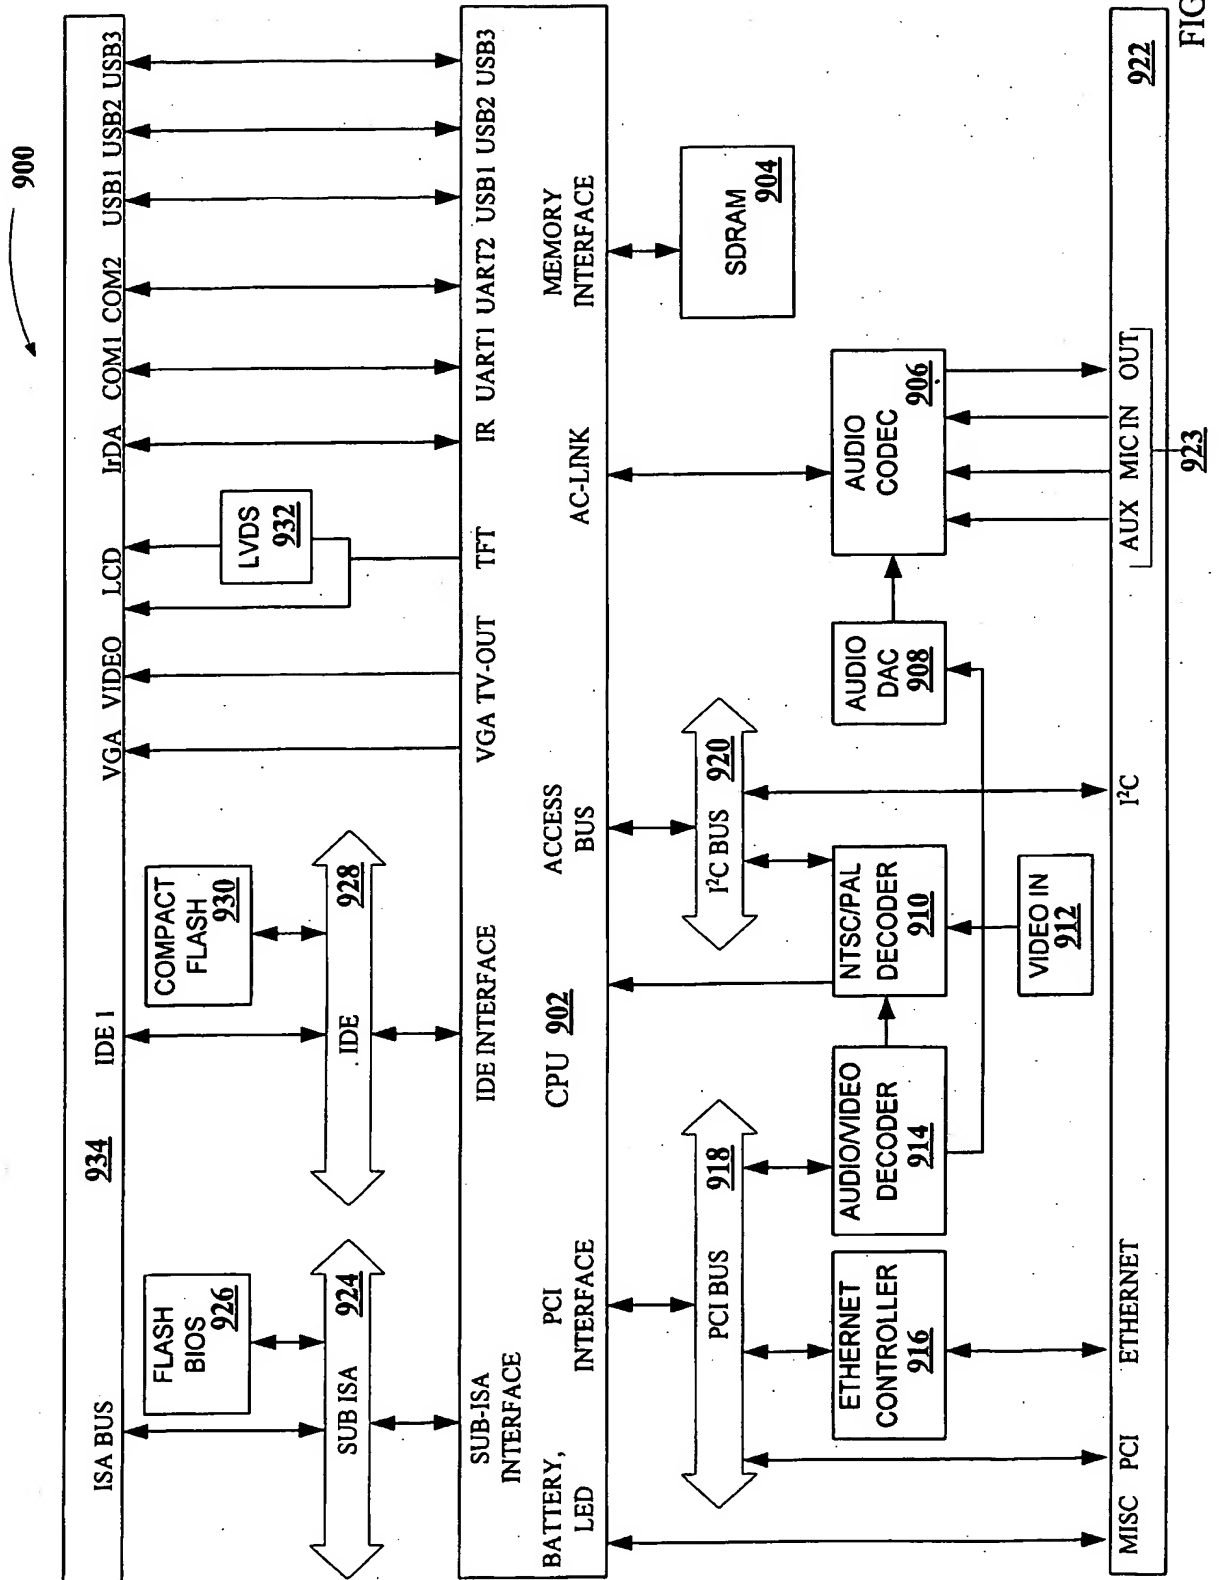 900
934
ISA BUS
IDE 1
VGA
VIDEO
LCD
IrDA
COM1
COM2
USB1
USB2
USB3
FLASH
BIOS
926
COMPACT
FLASH
930
LVDS
932
SUB ISA
924
IDE
928
SUB-ISA
INTERFACE
IDE INTERFACE
VGA
TV-OUT
TFT
IR
UART1
UART2
USB1
USB2
USB3
CPU 902
BATTERY,
LED
PCI
INTERFACE
ACCESS
BUS
AC-LINK
MEMORY
INTERFACE
PCI BUS
918
I²C BUS
920
SDRAM
904
ETHERNET
CONTROLLER
916
AUDIO/VIDEO
DECODER
914
NTSC/PAL
DECODER
910
AUDIO
DAC
908
AUDIO
CODEC
906
VIDEO IN
912
MISC
PCI
ETHERNET
I²C
AUX
MIC
IN
OUT
922
923
FIG